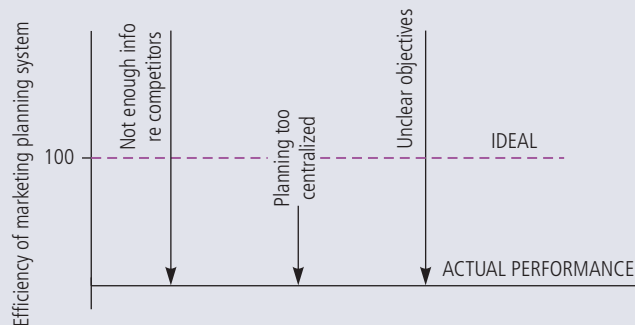 Efficiency of marketing planning system
100
Not enough info
re competitors
Planning too
centralized
Unclear objectives
IDEAL
ACTUAL PERFORMANCE